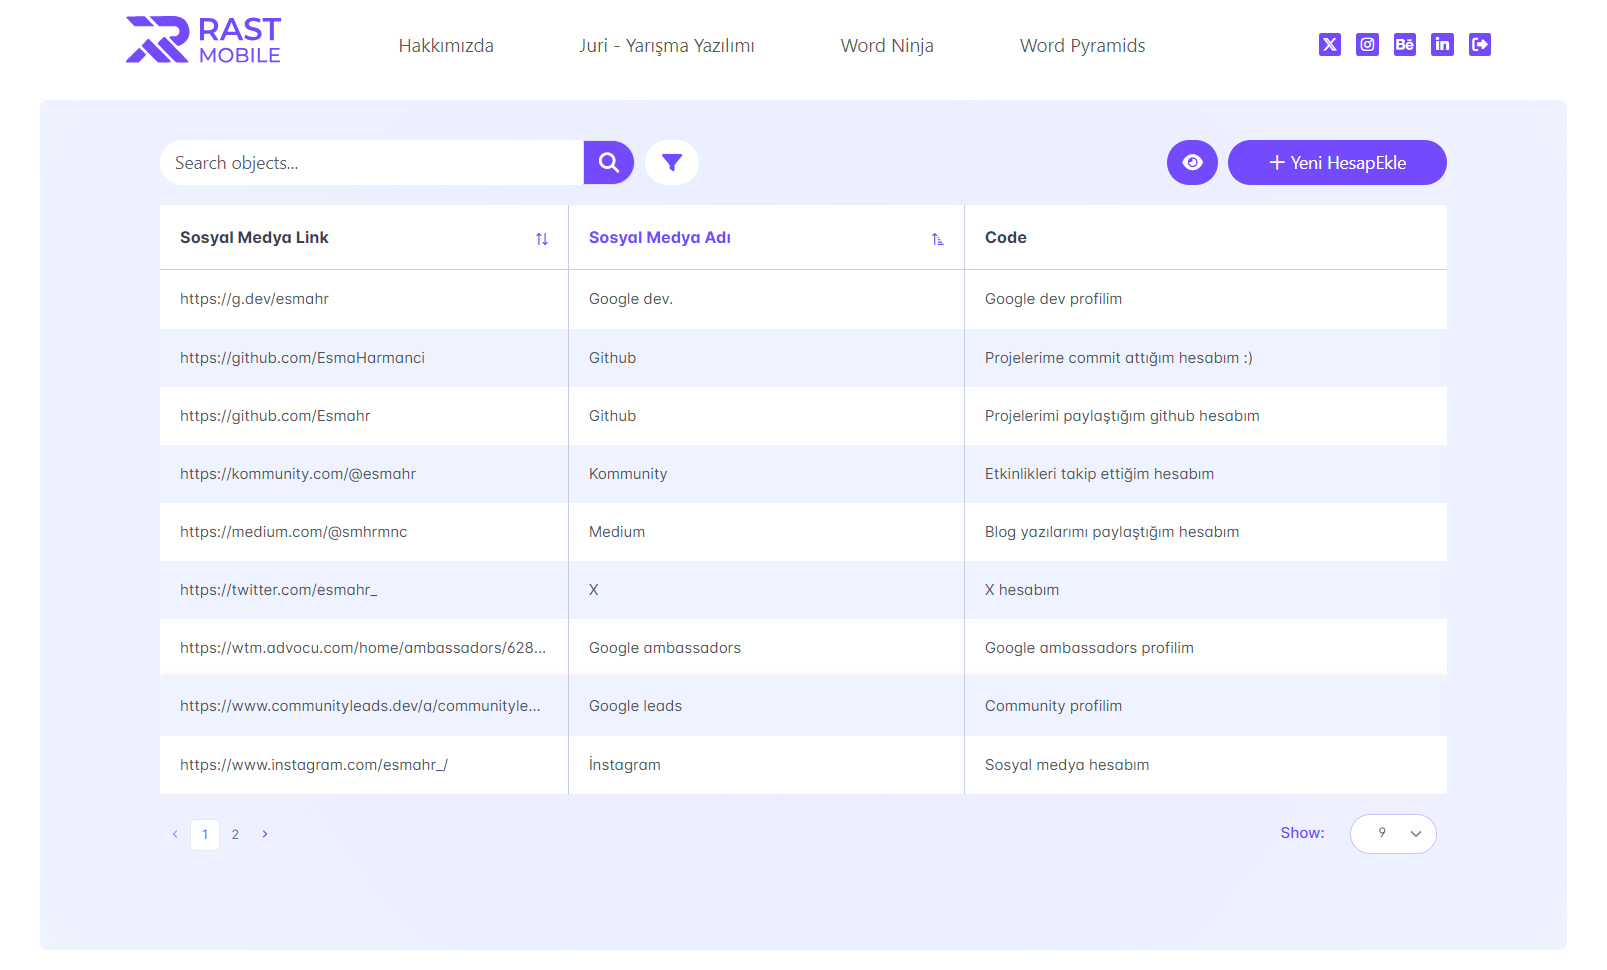 RAST
MOBILE
Hakkımızda
Juri - Yarışma Yazılımı
Word Ninja
Word Pyramids
Search objects...
Yeni HesapEkle
Sosyal Medya Link
Sosyal Medya Adı
Code
https://g.dev/esmahr
Google dev.
Google dev profilim
https://github.com/EsmaHarmanci
Github
Projelerime commit attığım hesabım :)
https://github.com/Esmahr
Github
Projelerimi paylaştığım github hesabım
https://kommunity.com/@esmahr
Kommunity
Etkinlikleri takip ettiğim hesabım
https://medium.com/@smhrmnc
Medium
Blog yazılarımı paylaştığım hesabım
https://twitter.com/esmahr_
X
X hesabım
https://wtm.advocu.com/home/ambassadors/628...
Google ambassadors
Google ambassadors profilim
https://www.communityleads.dev/a/communityle...
Google leads
Community profilim
https://www.instagram.com/esmahr_/
İnstagram
Sosyal medya hesabım
1
2
Show:
9